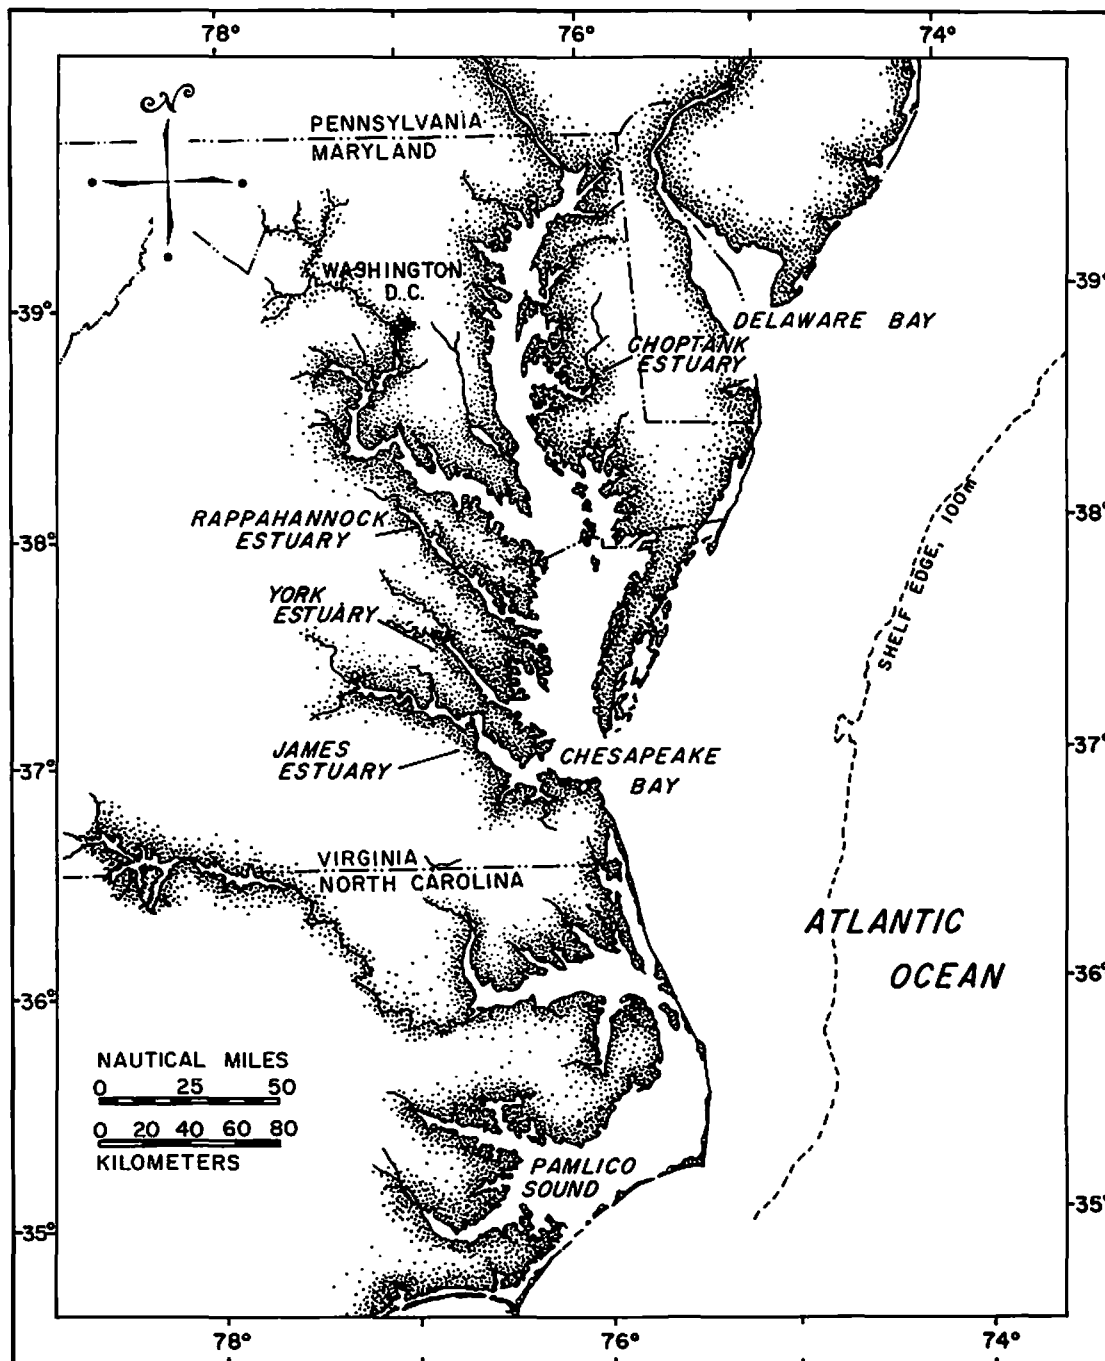 78° 76° 74°
N
PENNSYLVANIA
MARYLAND
WASHINGTON
D.C.
39° 39°
DELAWARE BAY
CHOPTANK
ESTUARY
RAPPAHANNOCK
ESTUARY
38° 38°
SHELF EDGE, 100m
YORK
ESTUARY
JAMES
ESTUARY
37° 37°
CHESAPEAKE
BAY
VIRGINIA
NORTH CAROLINA
ATLANTIC
OCEAN
36° 36°
NAUTICAL MILES
0 25 50
0 20 40 60 80
KILOMETERS
PAMLICO
SOUND
35° 35°
78° 76° 74°